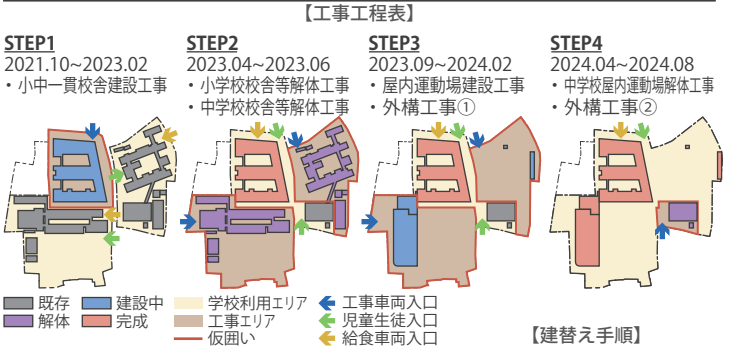 【工事工程表】
STEP1
2021.10~2023.02
・小中一貫校舎建設工事
STEP2
2023.04~2023.06
・小学校校舎等解体工事
・中学校校舎等解体工事
STEP3
2023.09~2024.02
・屋内運動場建設工事
・外構工事①
STEP4
2024.04~2024.08
・中学校屋内運動場解体工事
・外構工事②
既存 建設中 学校利用エリア 工事車両入口
解体 完成 工事エリア 児童生徒入口
仮囲い 給食車両入口
【建替え手順】